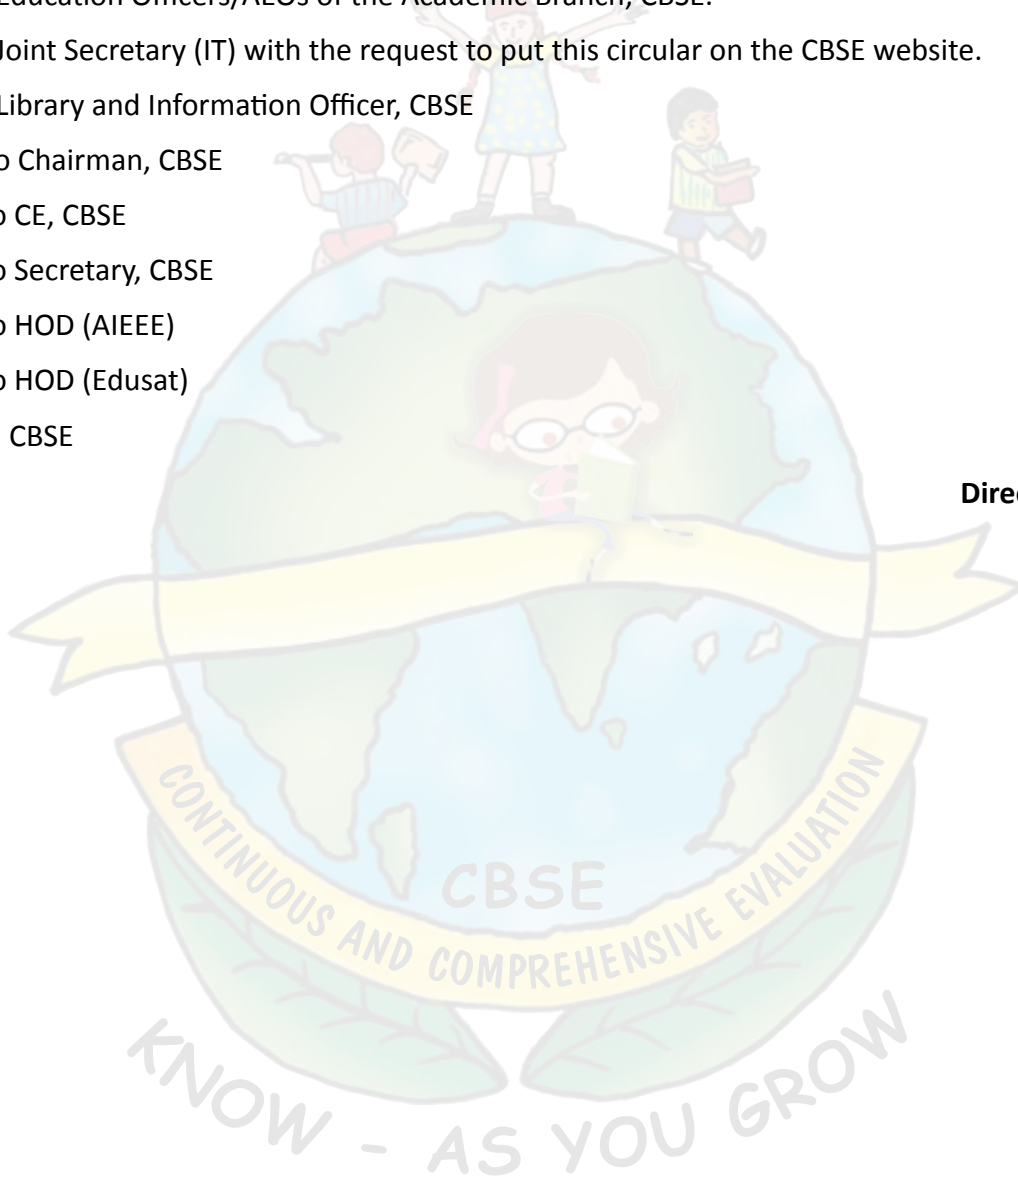 Education Officers/AEOs of the Academic Branch, CBSE.
Joint Secretary (IT) with the request to put this circular on the CBSE website.
Library and Information Officer, CBSE
o Chairman, CBSE
o CE, CBSE
o Secretary, CBSE
o HOD (AIEEE)
o HOD (Edusat)
CBSE
CBSE
CONTINUOUS AND COMPREHENSIVE EVALUATION
KNOW - AS YOU GROW